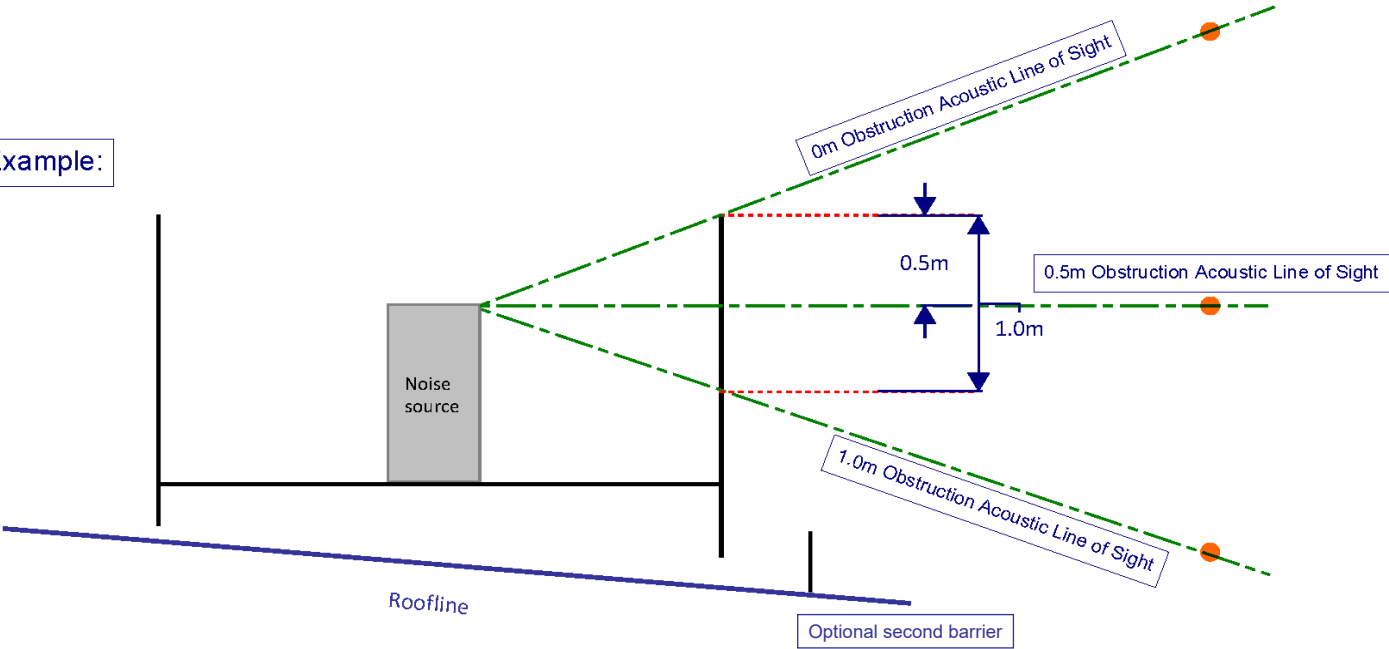 0m Obstruction Acoustic Line of Sight
Example:
0.5m
0.5m Obstruction Acoustic Line of Sight
1.0m
Noise
source
1.0m Obstruction Acoustic Line of Sight
Roofline
Optional second barrier